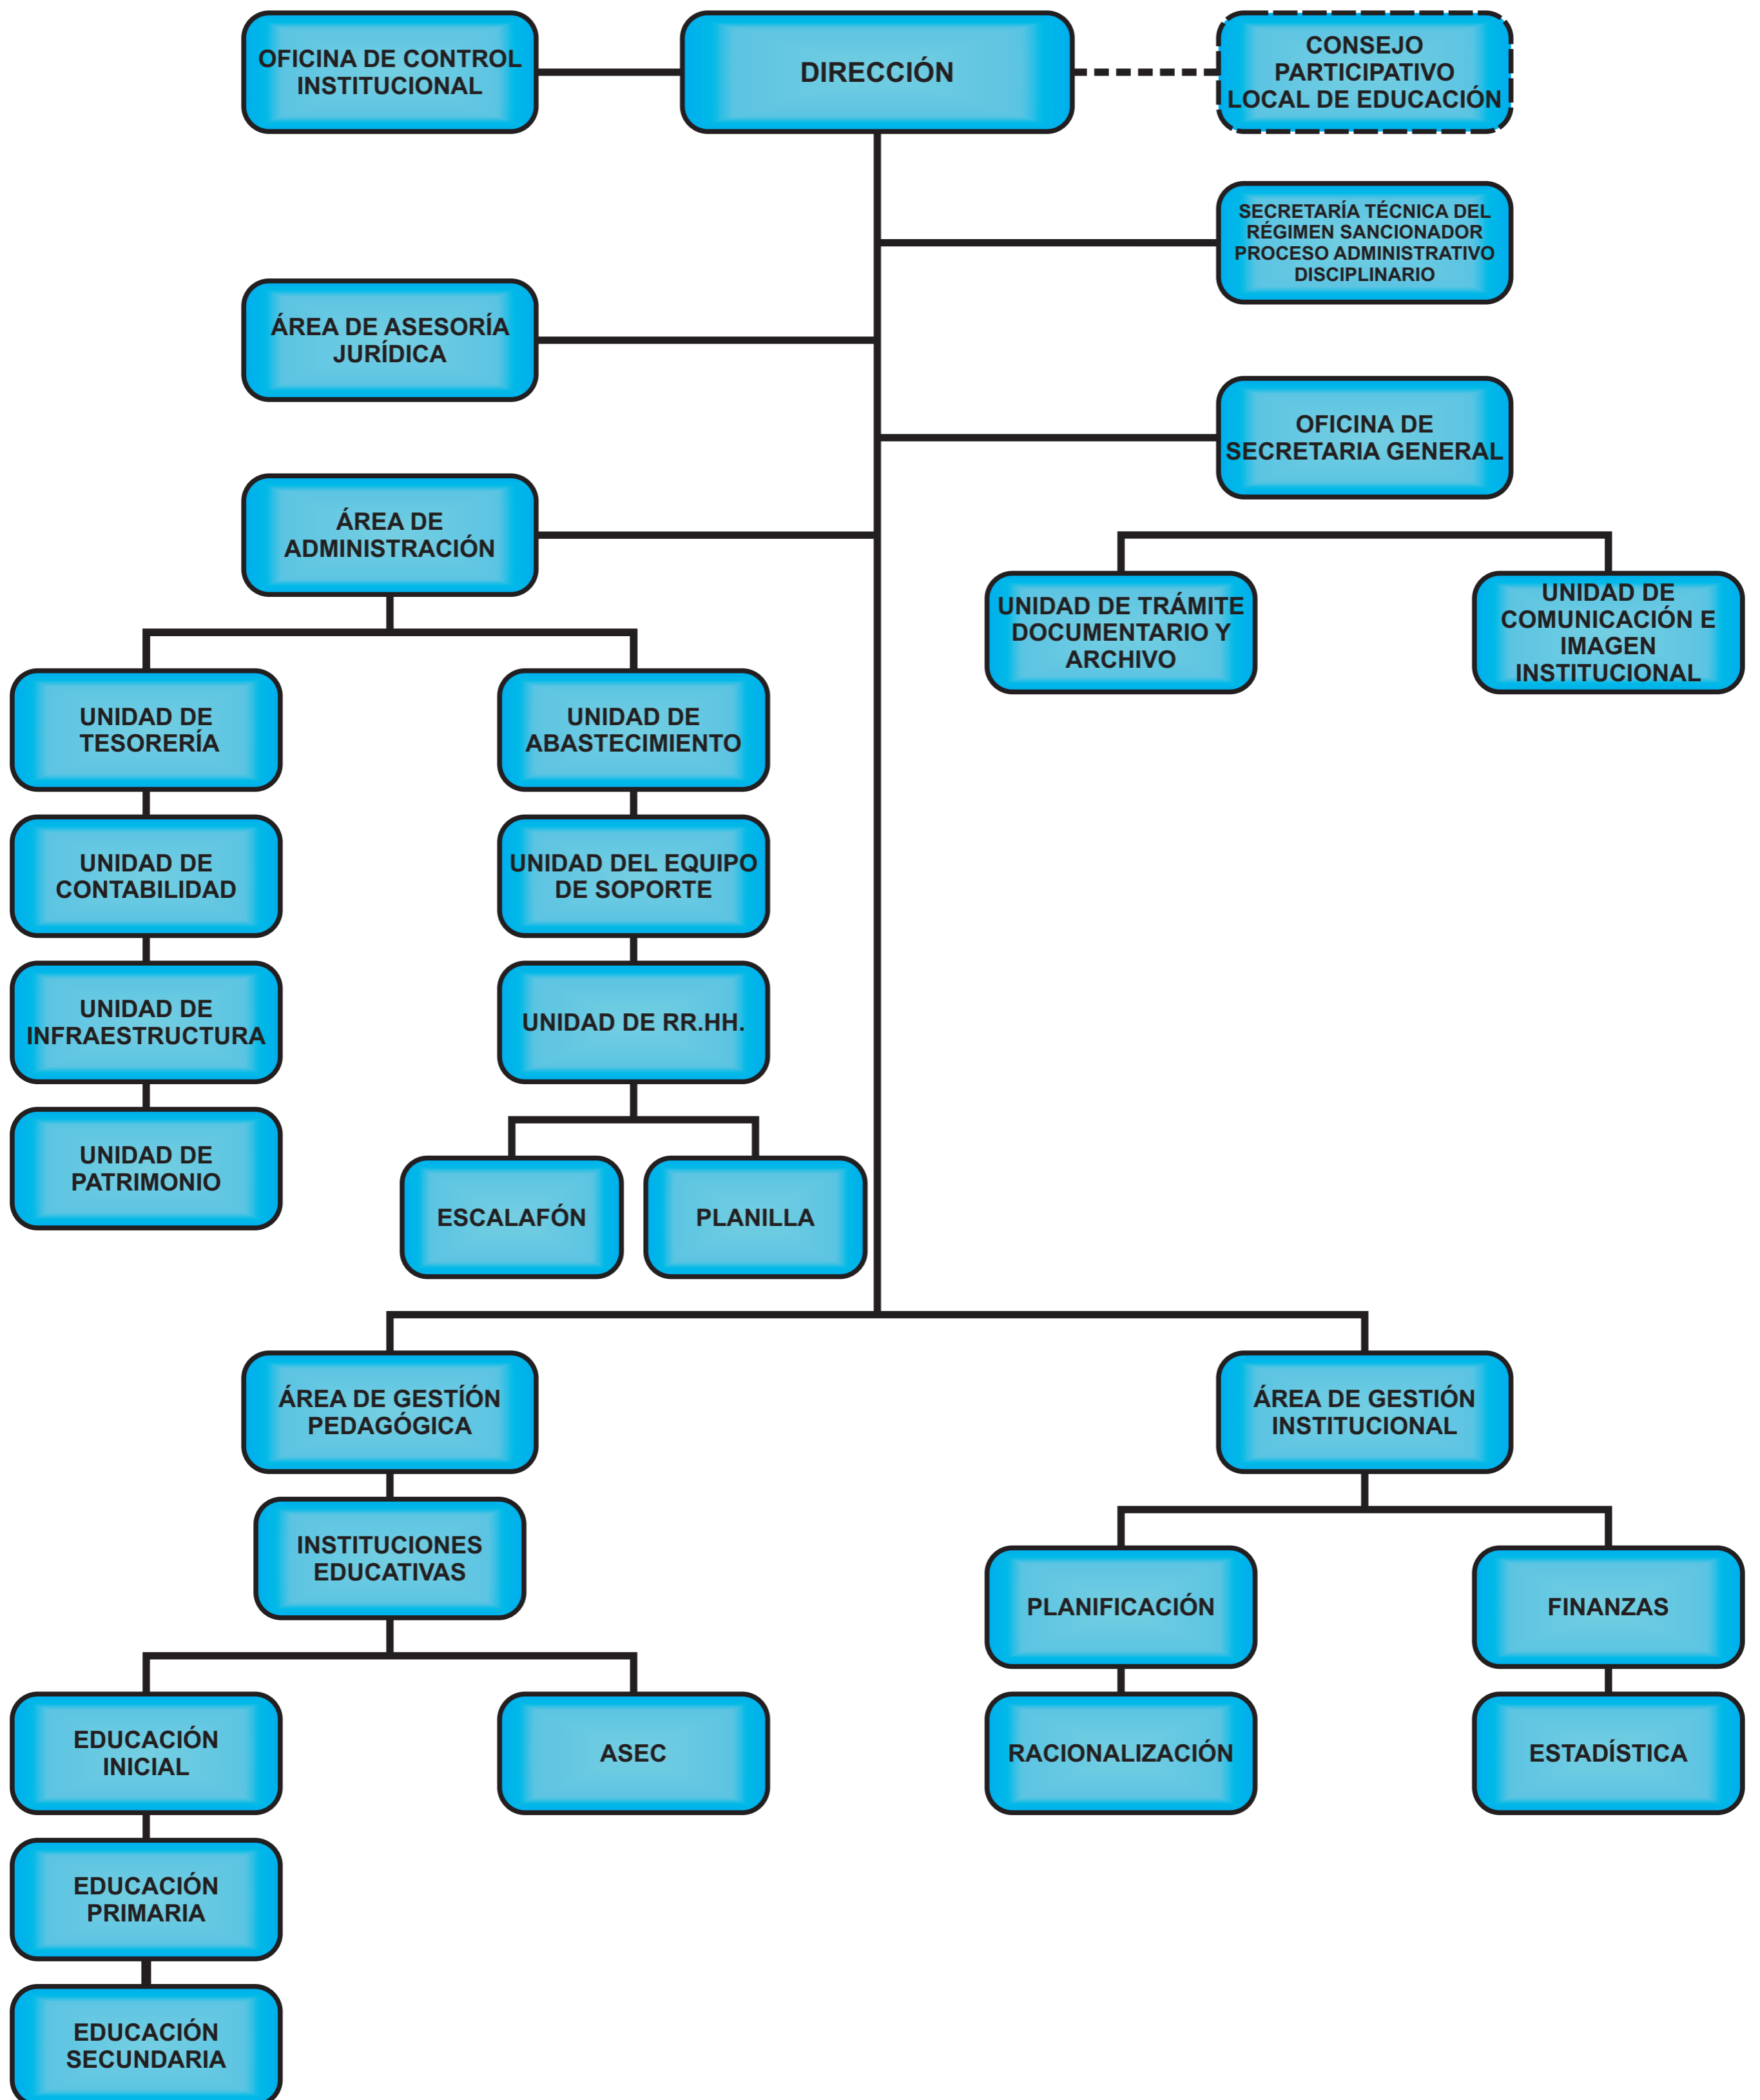 OFICINA DE CONTROL
INSTITUCIONAL
DIRECCIÓN
CONSEJO
PARTICIPATIVO
LOCAL DE EDUCACIÓN
SECRETARÍA TÉCNICA DEL
RÉGIMEN SANCIONADOR
PROCESO ADMINISTRATIVO
DISCIPLINARIO
ÁREA DE ASESORÍA
JURÍDICA
OFICINA DE
SECRETARIA GENERAL
ÁREA DE
ADMINISTRACIÓN
UNIDAD DE TRÁMITE
DOCUMENTARIO Y
ARCHIVO
UNIDAD DE
COMUNICACIÓN E
IMAGEN
INSTITUCIONAL
UNIDAD DE
TESORERÍA
UNIDAD DE
ABASTECIMIENTO
UNIDAD DE
CONTABILIDAD
UNIDAD DEL EQUIPO
DE SOPORTE
UNIDAD DE
INFRAESTRUCTURA
UNIDAD DE RR.HH.
UNIDAD DE
PATRIMONIO
ESCALAFÓN
PLANILLA
ÁREA DE GESTÍÓN
PEDAGÓGICA
ÁREA DE GESTIÓN
INSTITUCIONAL
INSTITUCIONES
EDUCATIVAS
PLANIFICACIÓN
FINANZAS
EDUCACIÓN
INICIAL
ASEC
RACIONALIZACIÓN
ESTADÍSTICA
EDUCACIÓN
PRIMARIA
EDUCACIÓN
SECUNDARIA